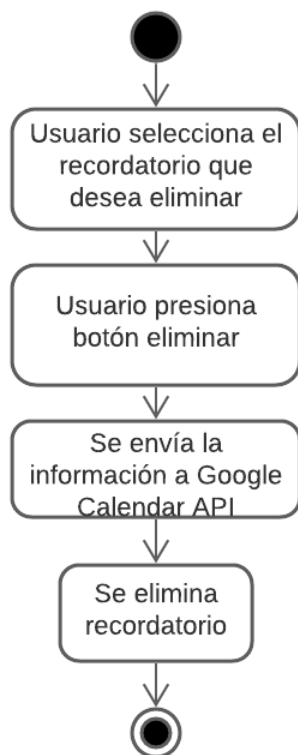 Usuario selecciona el
recordatorio que
desea eliminar
Usuario presiona
botón eliminar
Se envía la
información a Google
Calendar API
Se elimina
recordatorio